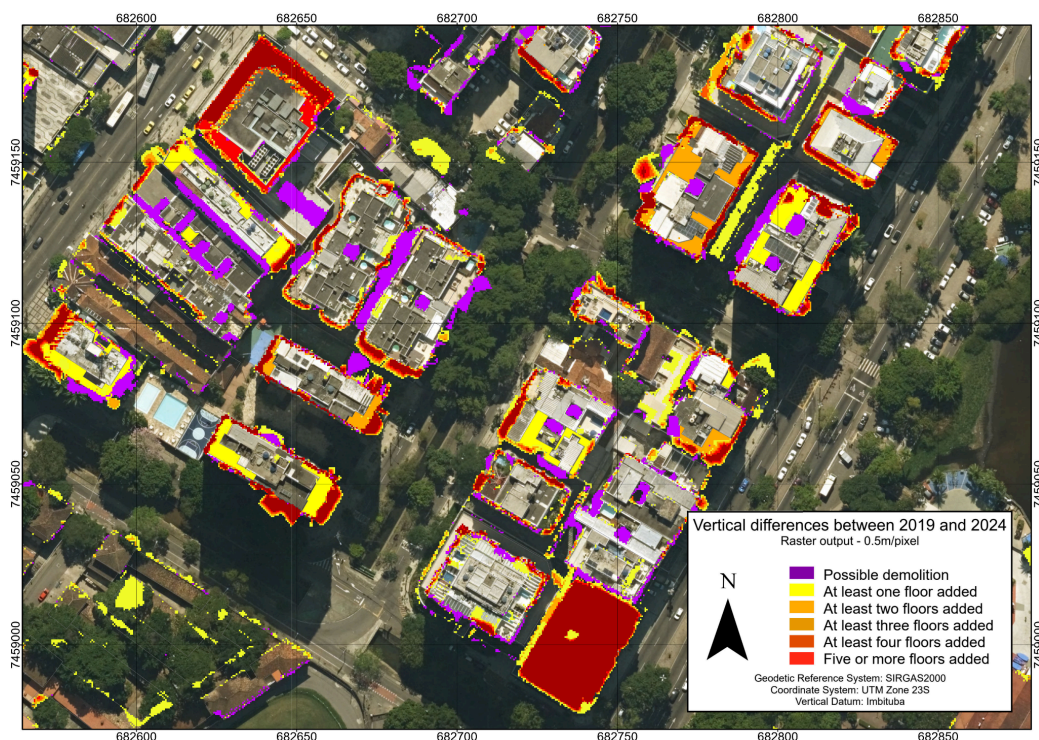 682600 682650 682700 682750 682800 682850
7459150 7459150
7459100 7459100
7459050 7459050
7459000 7459000
Vertical differences between 2019 and 2024
Raster output - 0.5m/pixel
N
Possible demolition
At least one floor added
At least two floors added
At least three floors added
At least four floors added
Five or more floors added
Geodetic Reference System: SIRGAS2000
Coordinate System: UTM Zone 23S
Vertical Datum: Imbituba
682600 682650 682700 682750 682800 682850